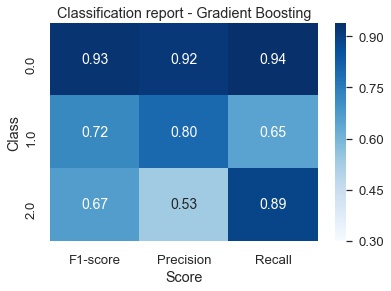 Classification report - Gradient Boosting
0.0 0.93 0.92 0.94
1.0 0.72 0.80 0.65
2.0 0.67 0.53 0.89
Class
F1-score Precision Recall
Score
0.90
0.75
0.60
0.45
0.30